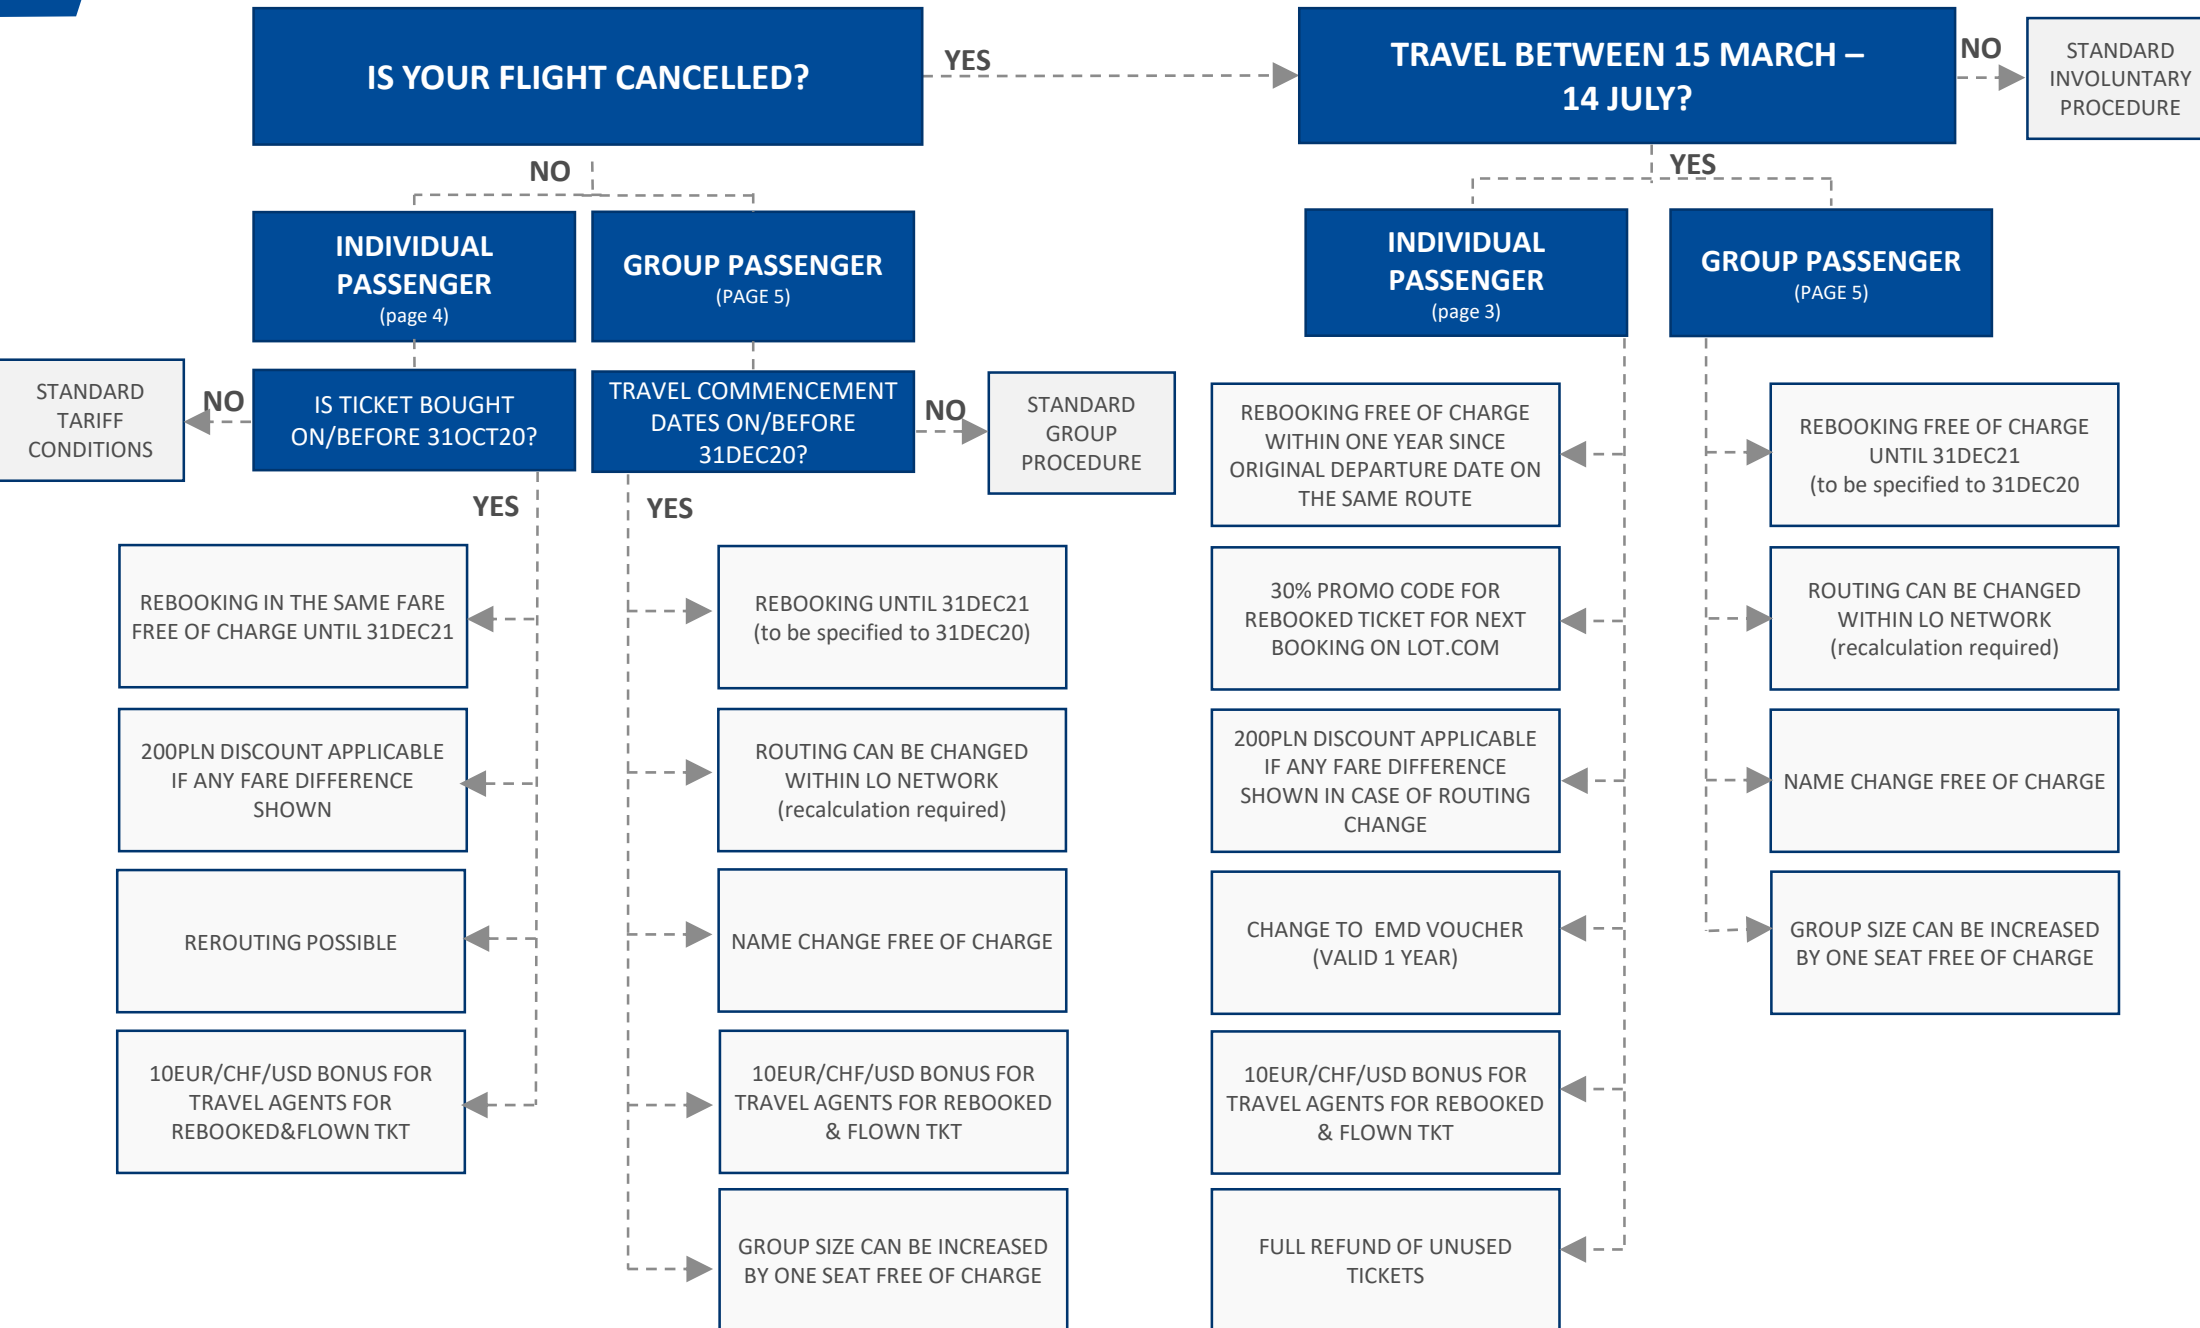 IS YOUR FLIGHT CANCELLED?
YES
TRAVEL BETWEEN 15 MARCH –
14 JULY?
NO
STANDARD
INVOLUNTARY
PROCEDURE
NO
YES
INDIVIDUAL
PASSENGER
(page 4)
GROUP PASSENGER
(PAGE 5)
INDIVIDUAL
PASSENGER
(page 3)
GROUP PASSENGER
(PAGE 5)
STANDARD
TARIFF
CONDITIONS
NO
IS TICKET BOUGHT
ON/BEFORE 31OCT20?
TRAVEL COMMENCEMENT
DATES ON/BEFORE
31DEC20?
NO
STANDARD
GROUP
PROCEDURE
YES
YES
REBOOKING IN THE SAME FARE
FREE OF CHARGE UNTIL 31DEC21
200PLN DISCOUNT APPLICABLE
IF ANY FARE DIFFERENCE
SHOWN
REROUTING POSSIBLE
10EUR/CHF/USD BONUS FOR
TRAVEL AGENTS FOR
REBOOKED&FLOWN TKT
REBOOKING UNTIL 31DEC21
(to be specified to 31DEC20)
ROUTING CAN BE CHANGED
WITHIN LO NETWORK
(recalculation required)
NAME CHANGE FREE OF CHARGE
10EUR/CHF/USD BONUS FOR
TRAVEL AGENTS FOR REBOOKED
& FLOWN TKT
GROUP SIZE CAN BE INCREASED
BY ONE SEAT FREE OF CHARGE
REBOOKING FREE OF CHARGE
WITHIN ONE YEAR SINCE
ORIGINAL DEPARTURE DATE ON
THE SAME ROUTE
30% PROMO CODE FOR
REBOOKED TICKET FOR NEXT
BOOKING ON LOT.COM
200PLN DISCOUNT APPLICABLE
IF ANY FARE DIFFERENCE
SHOWN IN CASE OF ROUTING
CHANGE
CHANGE TO EMD VOUCHER
(VALID 1 YEAR)
10EUR/CHF/USD BONUS FOR
TRAVEL AGENTS FOR REBOOKED
& FLOWN TKT
FULL REFUND OF UNUSED
TICKETS
REBOOKING FREE OF CHARGE
UNTIL 31DEC21
(to be specified to 31DEC20
ROUTING CAN BE CHANGED
WITHIN LO NETWORK
(recalculation required)
NAME CHANGE FREE OF CHARGE
GROUP SIZE CAN BE INCREASED
BY ONE SEAT FREE OF CHARGE